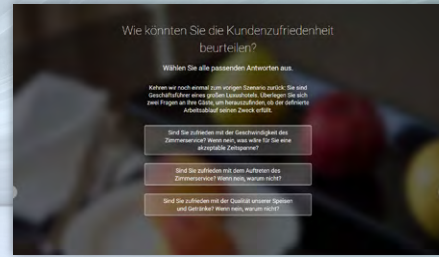 Wie könnten Sie die Kundenzufriedenheit
beurteilen?
Wählen Sie alle passenden Antworten aus.
Kehren wir noch einmal zum vorigen Szenario zurück: Sie sind
Geschäftsführer eines großen Luxushotels. Überlegen Sie sich
zwei Fragen an Ihre Gäste, um herauszufinden, ob der definierte
Arbeitsablauf seinen Zweck erfüllt.
Sind Sie zufrieden mit der Geschwindigkeit des
Zimmerservice? Wenn nein, was wäre für Sie eine
akzeptable Zeitspanne?
Sind Sie zufrieden mit dem Auftreten des
Zimmerservice? Wenn nein, warum nicht?
Sind Sie zufrieden mit der Qualität unserer Speisen
und Getränke? Wenn nein, warum nicht?